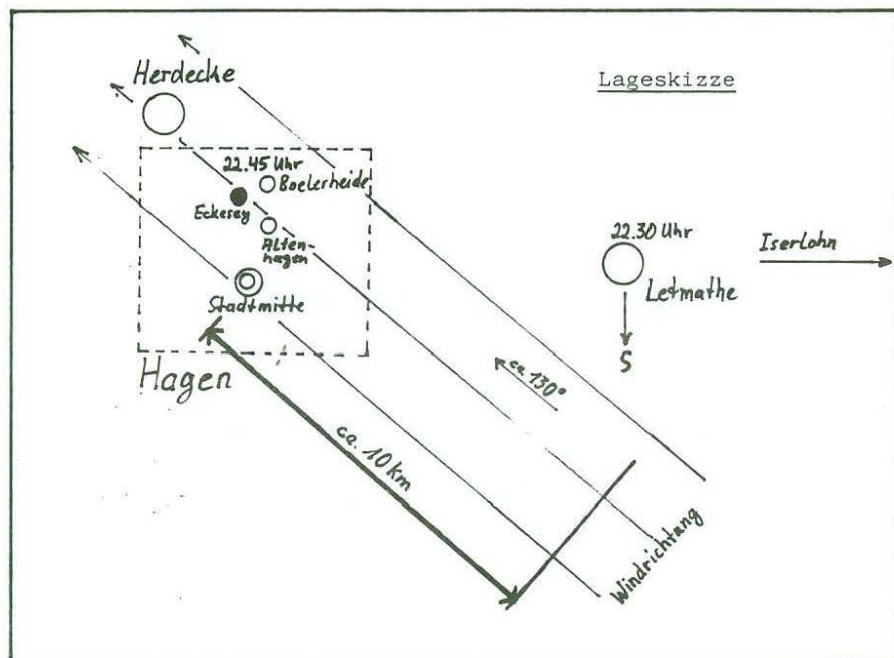 Lageskizze
Herdecke
22.45 Uhr
Boelerheide
Eckesey
Alten-
hagen
Stadtmitte
Hagen
22.30 Uhr
Letmathe
Iserlohn
S
ca 130°
ca. 10 km
Windrichtung